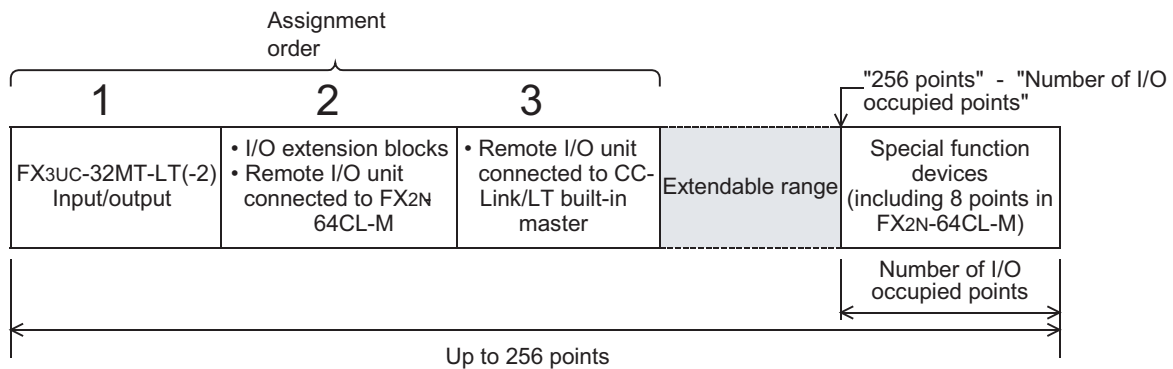 Assignment
order
"256 points" - "Number of I/O
occupied points"
1
2
3
FX3UC-32MT-LT(-2)
Input/output
• I/O extension blocks
• Remote I/O unit
connected to FX2N-
64CL-M
• Remote I/O unit
connected to CC-
Link/LT built-in
master
Extendable range
Special function
devices
(including 8 points in
FX2N-64CL-M)
Number of I/O
occupied points
Up to 256 points